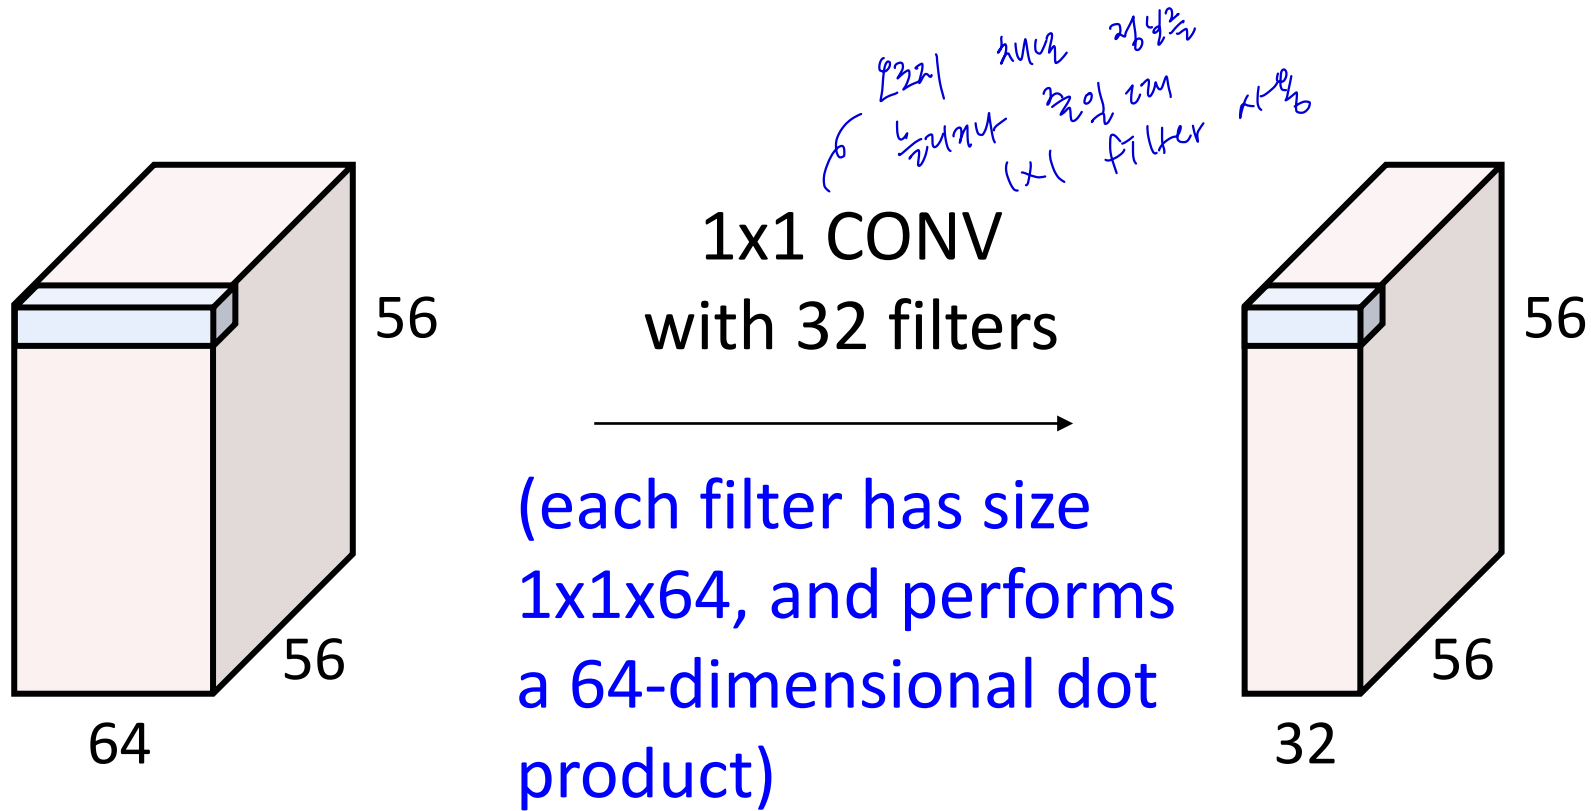 오로지 채널 정보를
늘리거나 줄일 때
1x1 filter 사용
1x1 CONV
with 32 filters
(each filter has size
1x1x64, and performs
a 64-dimensional dot
product)
56
56
64
56
56
32